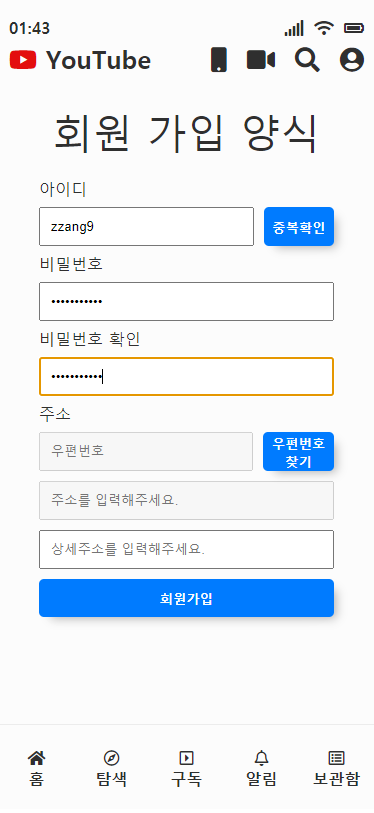 01:43
YouTube
회원 가입 양식
아이디
zzang9
중복확인
비밀번호
•••••••••••
비밀번호 확인
•••••••••••
주소
우편번호
우편번호
찾기
주소를 입력해주세요.
상세주소를 입력해주세요.
회원가입
홈
탐색
구독
알림
보관함